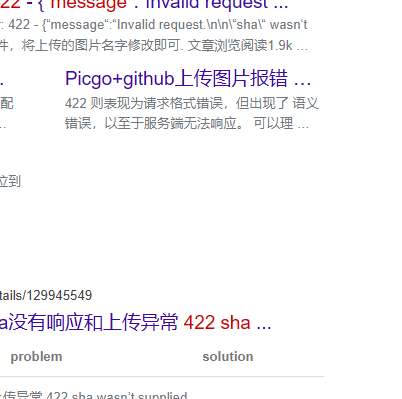 22 - {"message": "Invalid request ...
: 422 - {“message“:“Invalid request.\n\n\“sha\“ wasn’t
件，将上传的图片名字修改即可. 文章浏览阅读1.9k ...
. Picgo+github上传图片报错 ...
配 422 则表现为请求格式错误，但出现了 语义
.. 错误，以至于服务端无法响应。 可以理 ...
位到
tails/129945549
a没有响应和上传异常 422 sha ...
problem solution
上传异常 422 sha wasn't supplied